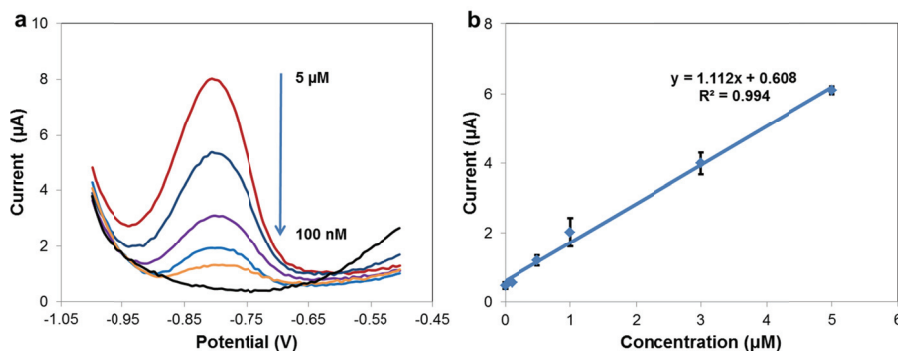 a
10
8
6
4
2
0
Current (µA)
5 µM
100 nM
-1.05
-0.95
-0.85
-0.75
-0.65
-0.55
-0.45
Potential (V)
b
8
6
4
2
0
Current (µA)
y = 1.112x + 0.608
R² = 0.994
0
1
2
3
4
5
6
Concentration (µM)